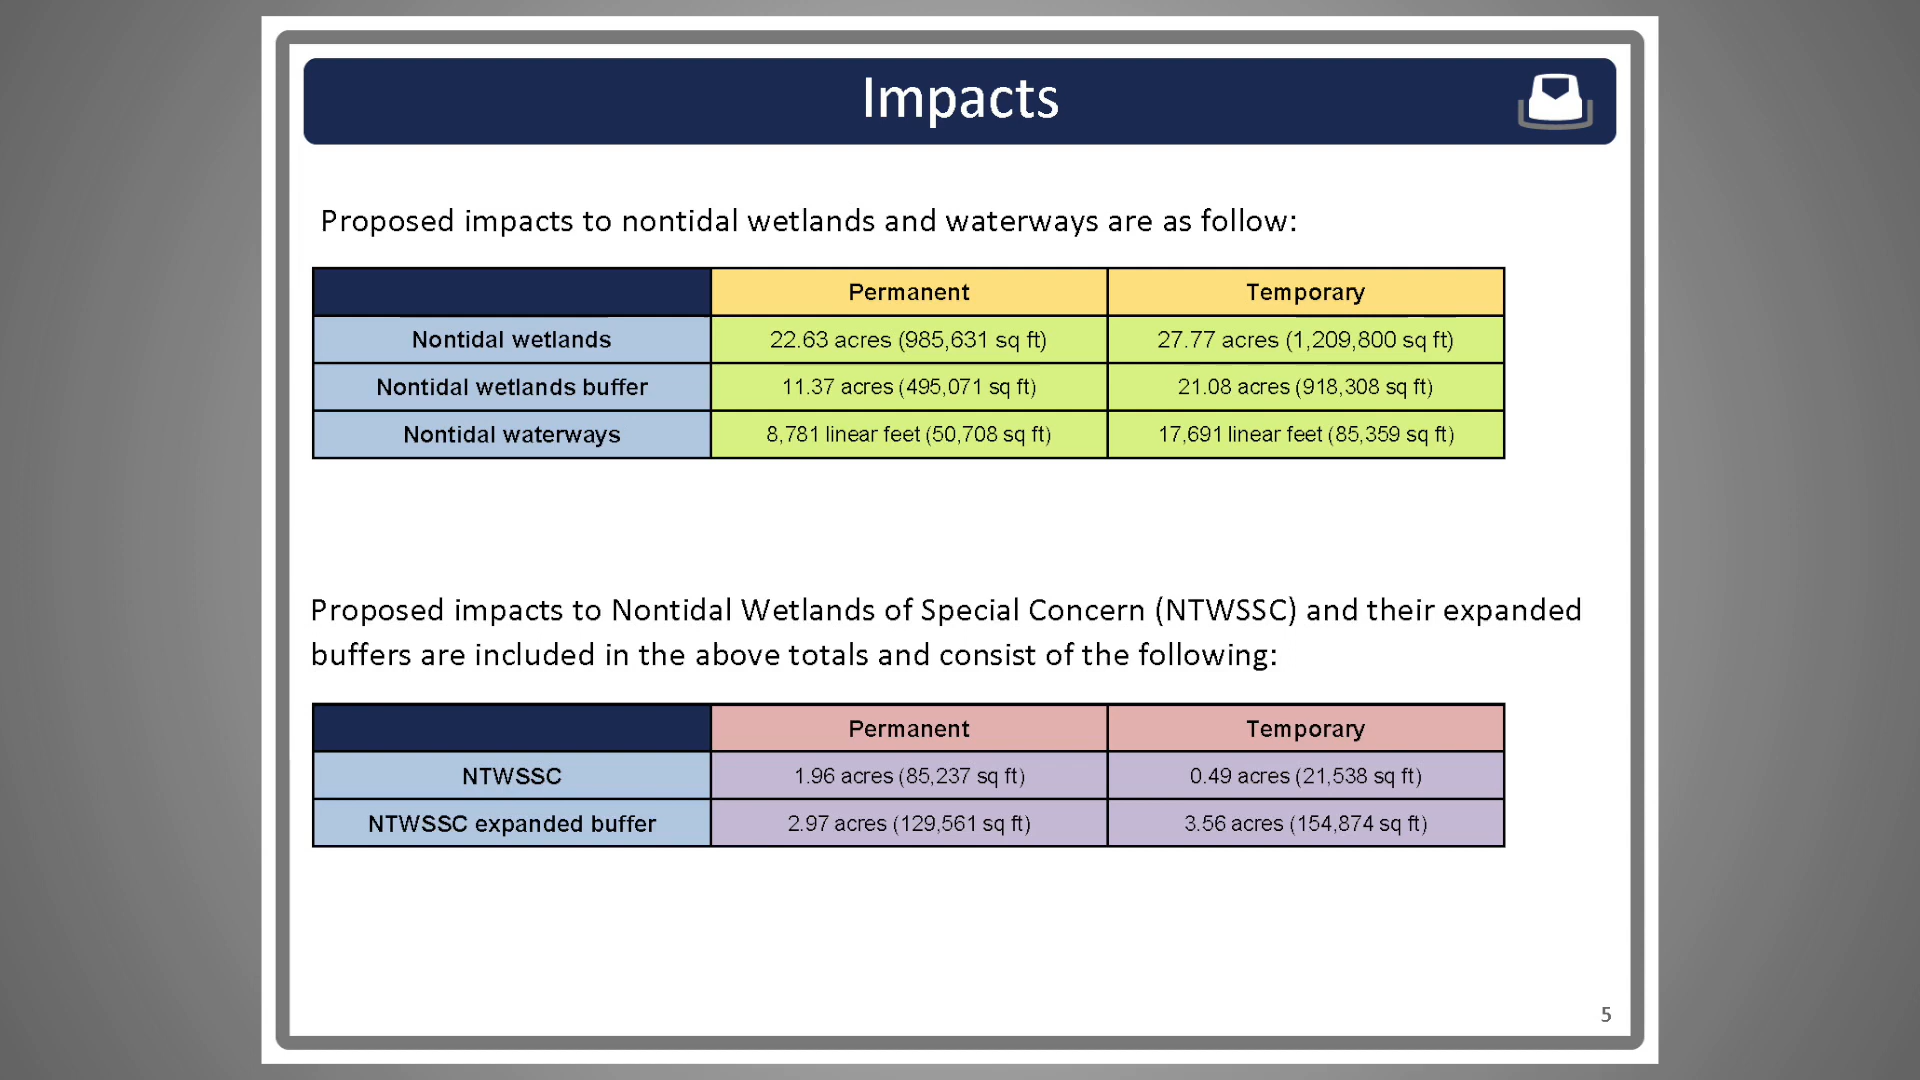 Impacts
Proposed impacts to nontidal wetlands and waterways are as follow:
Permanent Temporary
Nontidal wetlands 22.63 acres (985,631 sq ft) 27.77 acres (1,209,800 sq ft)
Nontidal wetlands buffer 11.37 acres (495,071 sq ft) 21.08 acres (918,308 sq ft)
Nontidal waterways 8,781 linear feet (50,708 sq ft) 17,691 linear feet (85,359 sq ft)
Proposed impacts to Nontidal Wetlands of Special Concern (NTWSSC) and their expanded
buffers are included in the above totals and consist of the following:
Permanent Temporary
NTWSSC 1.96 acres (85,237 sq ft) 0.49 acres (21,538 sq ft)
NTWSSC expanded buffer 2.97 acres (129,561 sq ft) 3.56 acres (154,874 sq ft)
5